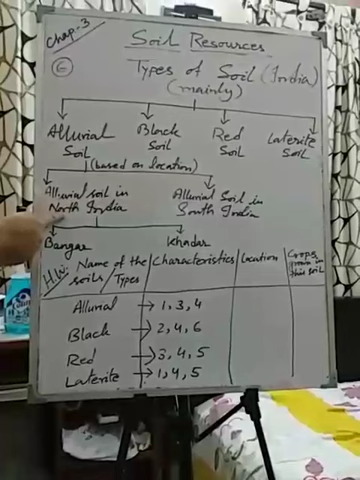 Chap. 3
Soil Resources
6
Types of Soil (India)
(mainly)
Alluvial Soil
Black Soil
Red Soil
Laterite Soil
(based on location)
Alluvial soil in North India
Alluvial Soil in South India
Bangar
Khadar
H.W. Name of the soils / Types
Characteristics
Location
Crops grown in this soil
Alluvial → 1, 3, 4
Black → 2, 4, 6
Red → 3, 4, 5
Laterite → 1, 4, 5